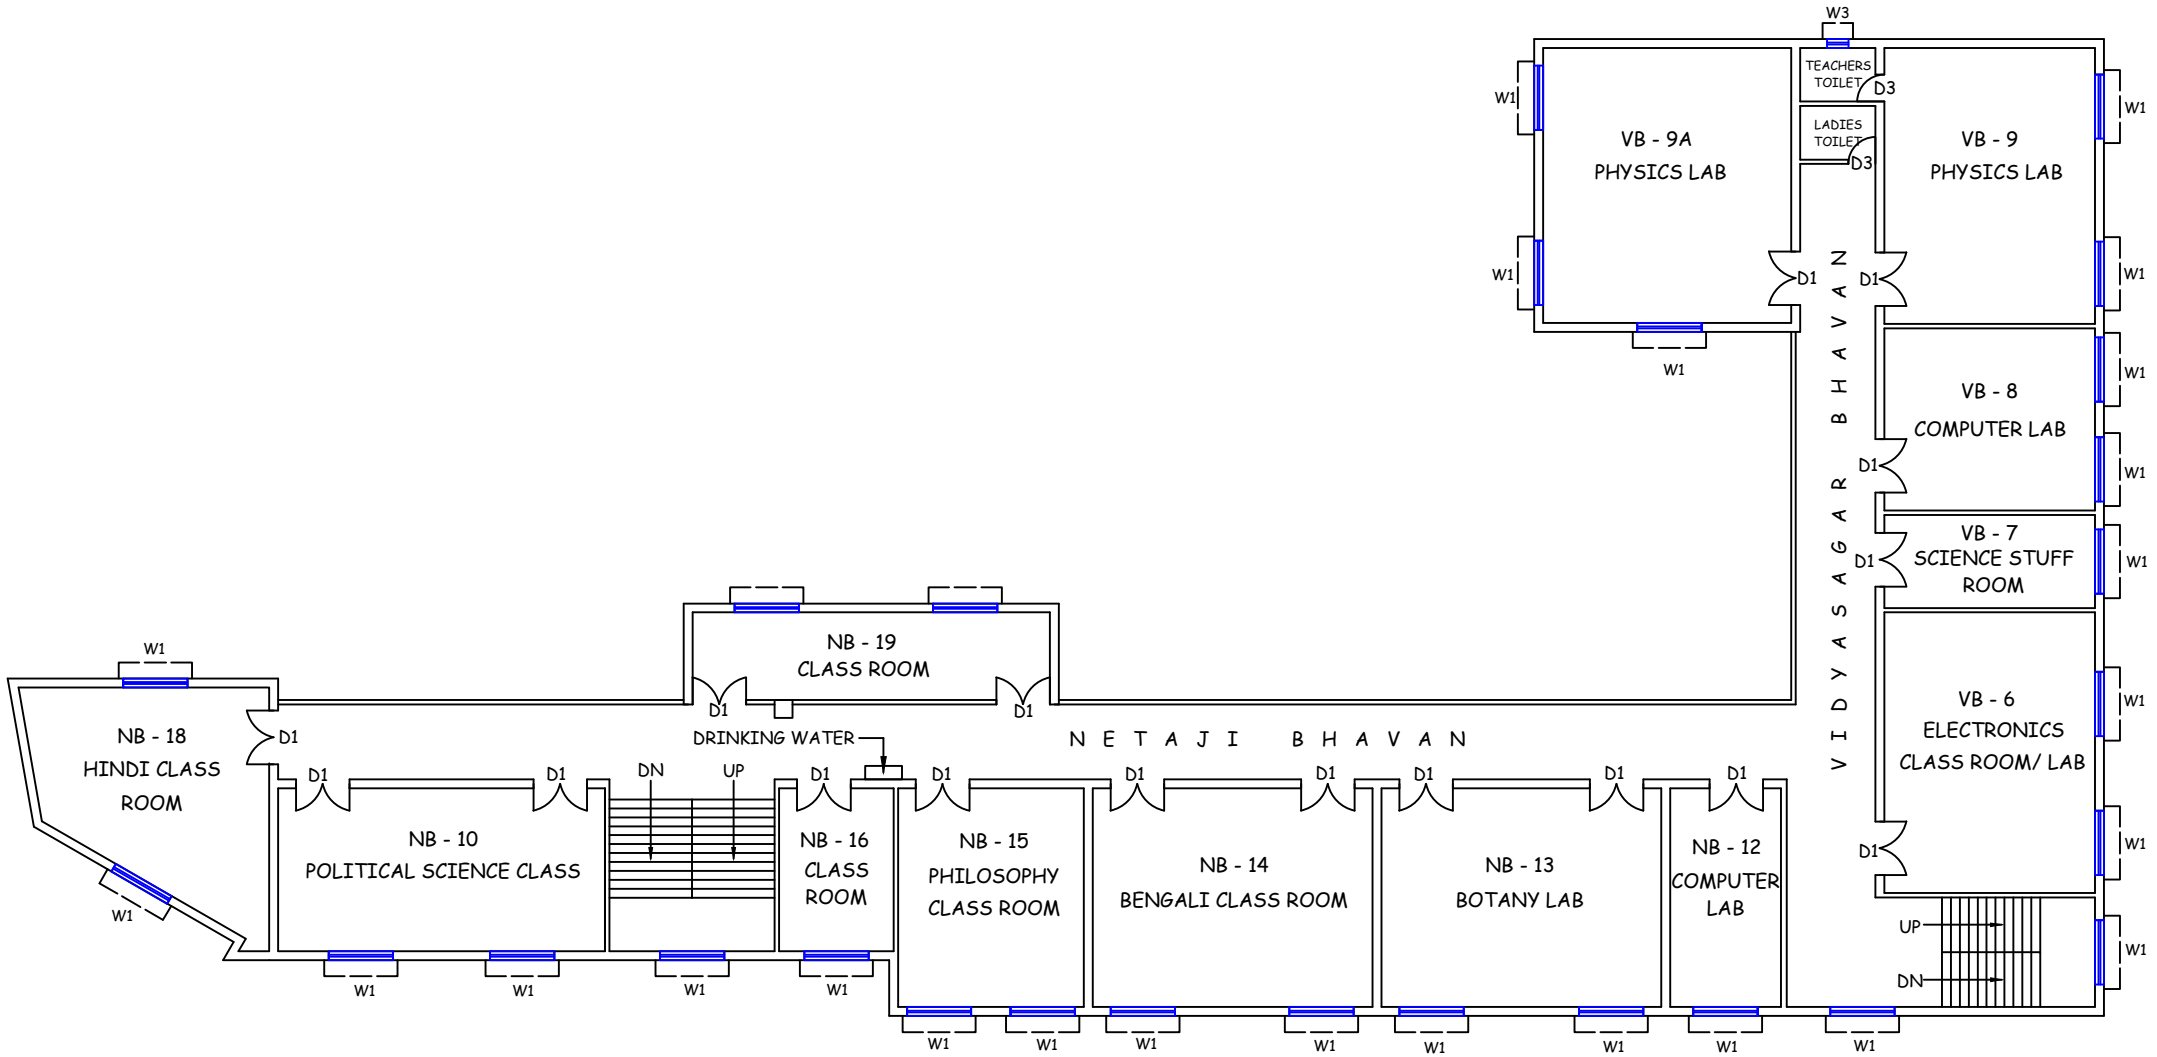 W3
TEACHERS
TOILET
D3
W1
W1
LADIES
TOILET
D3
VB - 9A
PHYSICS LAB
VB - 9
PHYSICS LAB
W1
D1
D1
W1
W1
VIDYASAGAR BHAVAN
W1
VB - 8
COMPUTER LAB
D1
W1
VB - 7
SCIENCE STUFF
ROOM
D1
W1
NB - 19
CLASS ROOM
D1
D1
W1
NB - 18
HINDI CLASS
ROOM
D1
W1
DRINKING WATER
NETAJI BHAVAN
VB - 6
ELECTRONICS
CLASS ROOM/ LAB
D1
W1
W1
D1
D1
DN
UP
D1
D1
D1
D1
D1
D1
D1
NB - 10
POLITICAL SCIENCE CLASS
NB - 16
CLASS
ROOM
NB - 15
PHILOSOPHY
CLASS ROOM
NB - 14
BENGALI CLASS ROOM
NB - 13
BOTANY LAB
NB - 12
COMPUTER
LAB
UP
DN
W1
W1
W1
W1
W1
W1
W1
W1
W1
W1
W1
W1
W1